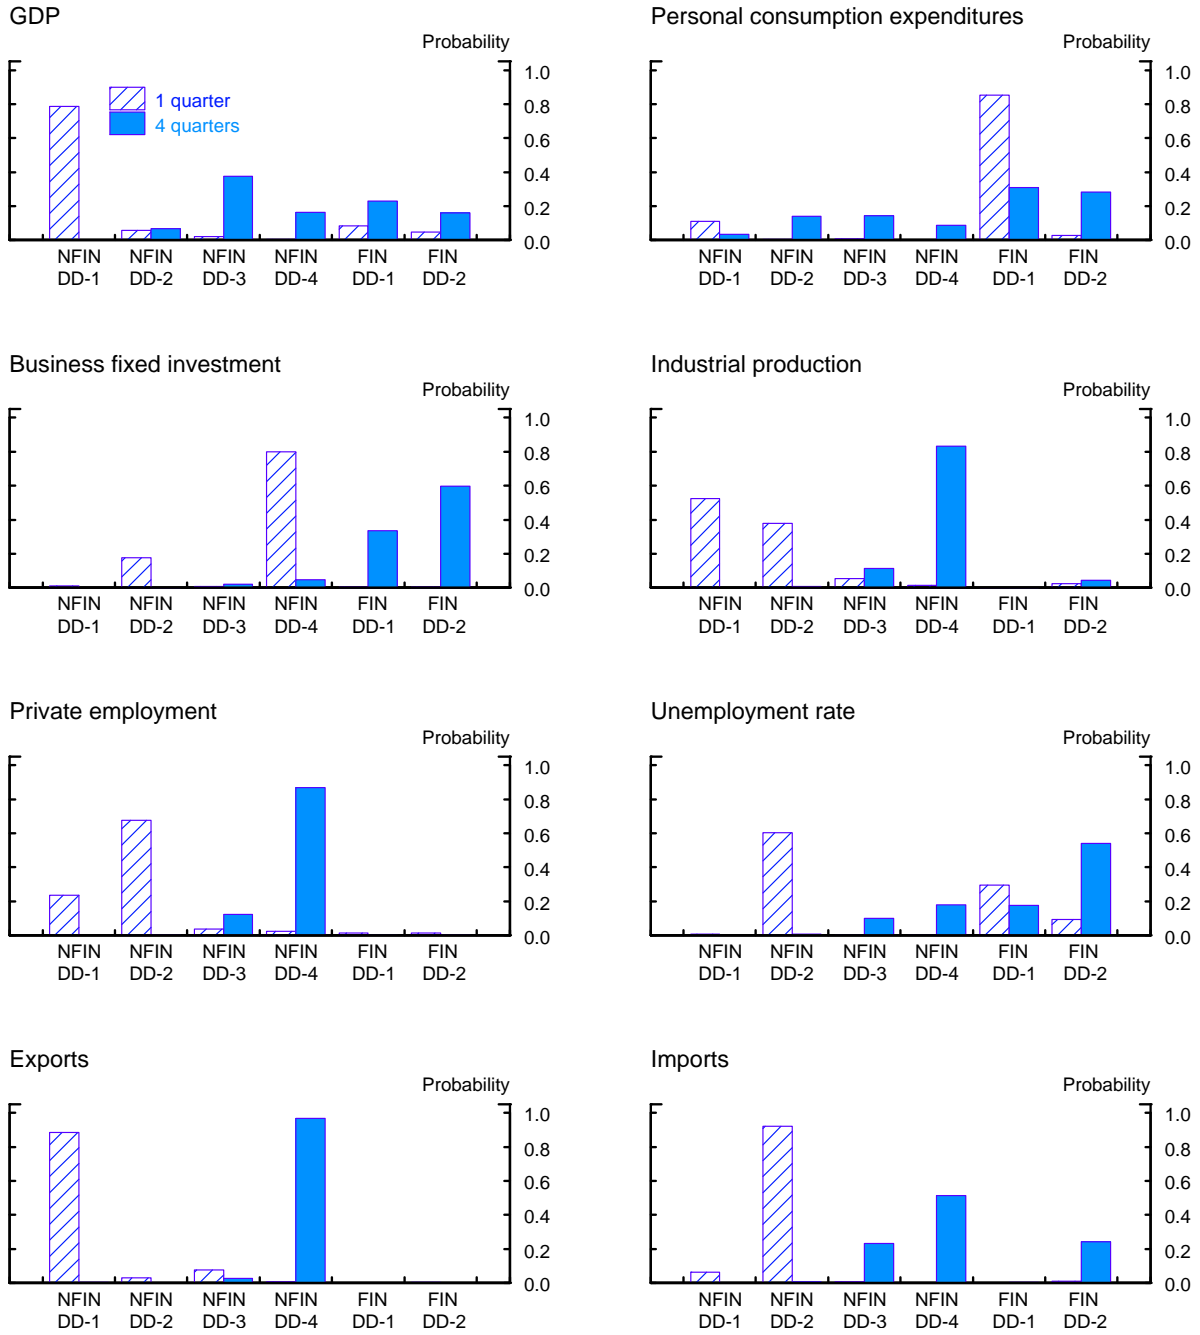 GDP
Probability
1.0
0.8
0.6
0.4
0.2
0.0
1 quarter
4 quarters
NFIN NFIN NFIN NFIN FIN FIN
DD-1 DD-2 DD-3 DD-4 DD-1 DD-2
Personal consumption expenditures
Probability
1.0
0.8
0.6
0.4
0.2
0.0
NFIN NFIN NFIN NFIN FIN FIN
DD-1 DD-2 DD-3 DD-4 DD-1 DD-2
Business fixed investment
Probability
1.0
0.8
0.6
0.4
0.2
0.0
NFIN NFIN NFIN NFIN FIN FIN
DD-1 DD-2 DD-3 DD-4 DD-1 DD-2
Industrial production
Probability
1.0
0.8
0.6
0.4
0.2
0.0
NFIN NFIN NFIN NFIN FIN FIN
DD-1 DD-2 DD-3 DD-4 DD-1 DD-2
Private employment
Probability
1.0
0.8
0.6
0.4
0.2
0.0
NFIN NFIN NFIN NFIN FIN FIN
DD-1 DD-2 DD-3 DD-4 DD-1 DD-2
Unemployment rate
Probability
1.0
0.8
0.6
0.4
0.2
0.0
NFIN NFIN NFIN NFIN FIN FIN
DD-1 DD-2 DD-3 DD-4 DD-1 DD-2
Exports
Probability
1.0
0.8
0.6
0.4
0.2
0.0
NFIN NFIN NFIN NFIN FIN FIN
DD-1 DD-2 DD-3 DD-4 DD-1 DD-2
Imports
Probability
1.0
0.8
0.6
0.4
0.2
0.0
NFIN NFIN NFIN NFIN FIN FIN
DD-1 DD-2 DD-3 DD-4 DD-1 DD-2